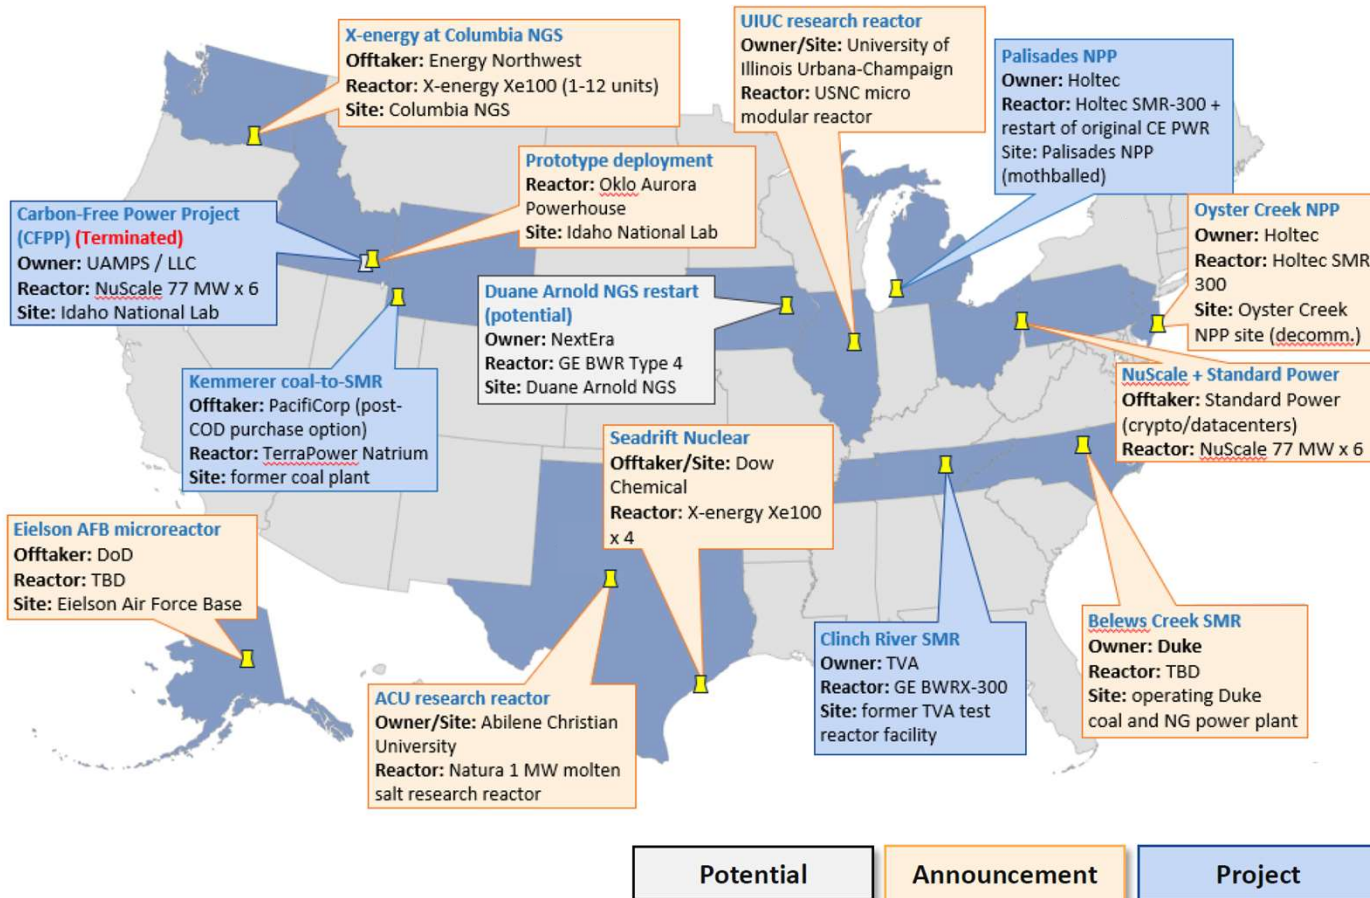 X-energy at Columbia NGS
Offtaker: Energy Northwest
Reactor: X-energy Xe100 (1-12 units)
Site: Columbia NGS
UIUC research reactor
Owner/Site: University of
Illinois Urbana-Champaign
Reactor: USNC micro
modular reactor
Palisades NPP
Owner: Holtec
Reactor: Holtec SMR-300 +
restart of original CE PWR
Site: Palisades NPP
(mothballed)
Prototype deployment
Reactor: Oklo Aurora
Powerhouse
Site: Idaho National Lab
Carbon-Free Power Project
(CFPP) (Terminated)
Owner: UAMPS / LLC
Reactor: NuScale 77 MW x 6
Site: Idaho National Lab
Oyster Creek NPP
Owner: Holtec
Reactor: Holtec SMR
300
Site: Oyster Creek
NPP site (decomm.)
Duane Arnold NGS restart
(potential)
Owner: NextEra
Reactor: GE BWR Type 4
Site: Duane Arnold NGS
Kemmerer coal-to-SMR
Offtaker: PacifiCorp (post-
COD purchase option)
Reactor: TerraPower Natrium
Site: former coal plant
NuScale + Standard Power
Offtaker: Standard Power
(crypto/datacenters)
Reactor: NuScale 77 MW x 6
Seadrift Nuclear
Offtaker/Site: Dow
Chemical
Reactor: X-energy Xe100
x 4
Eielson AFB microreactor
Offtaker: DoD
Reactor: TBD
Site: Eielson Air Force Base
ACU research reactor
Owner/Site: Abilene Christian
University
Reactor: Natura 1 MW molten
salt research reactor
Clinch River SMR
Owner: TVA
Reactor: GE BWRX-300
Site: former TVA test
reactor facility
Belews Creek SMR
Owner: Duke
Reactor: TBD
Site: operating Duke
coal and NG power plant
Potential
Announcement
Project